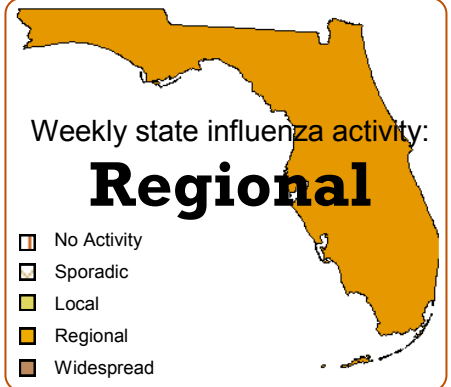 Weekly state influenza activity:
Regional
No Activity
Sporadic
Local
Regional
Widespread